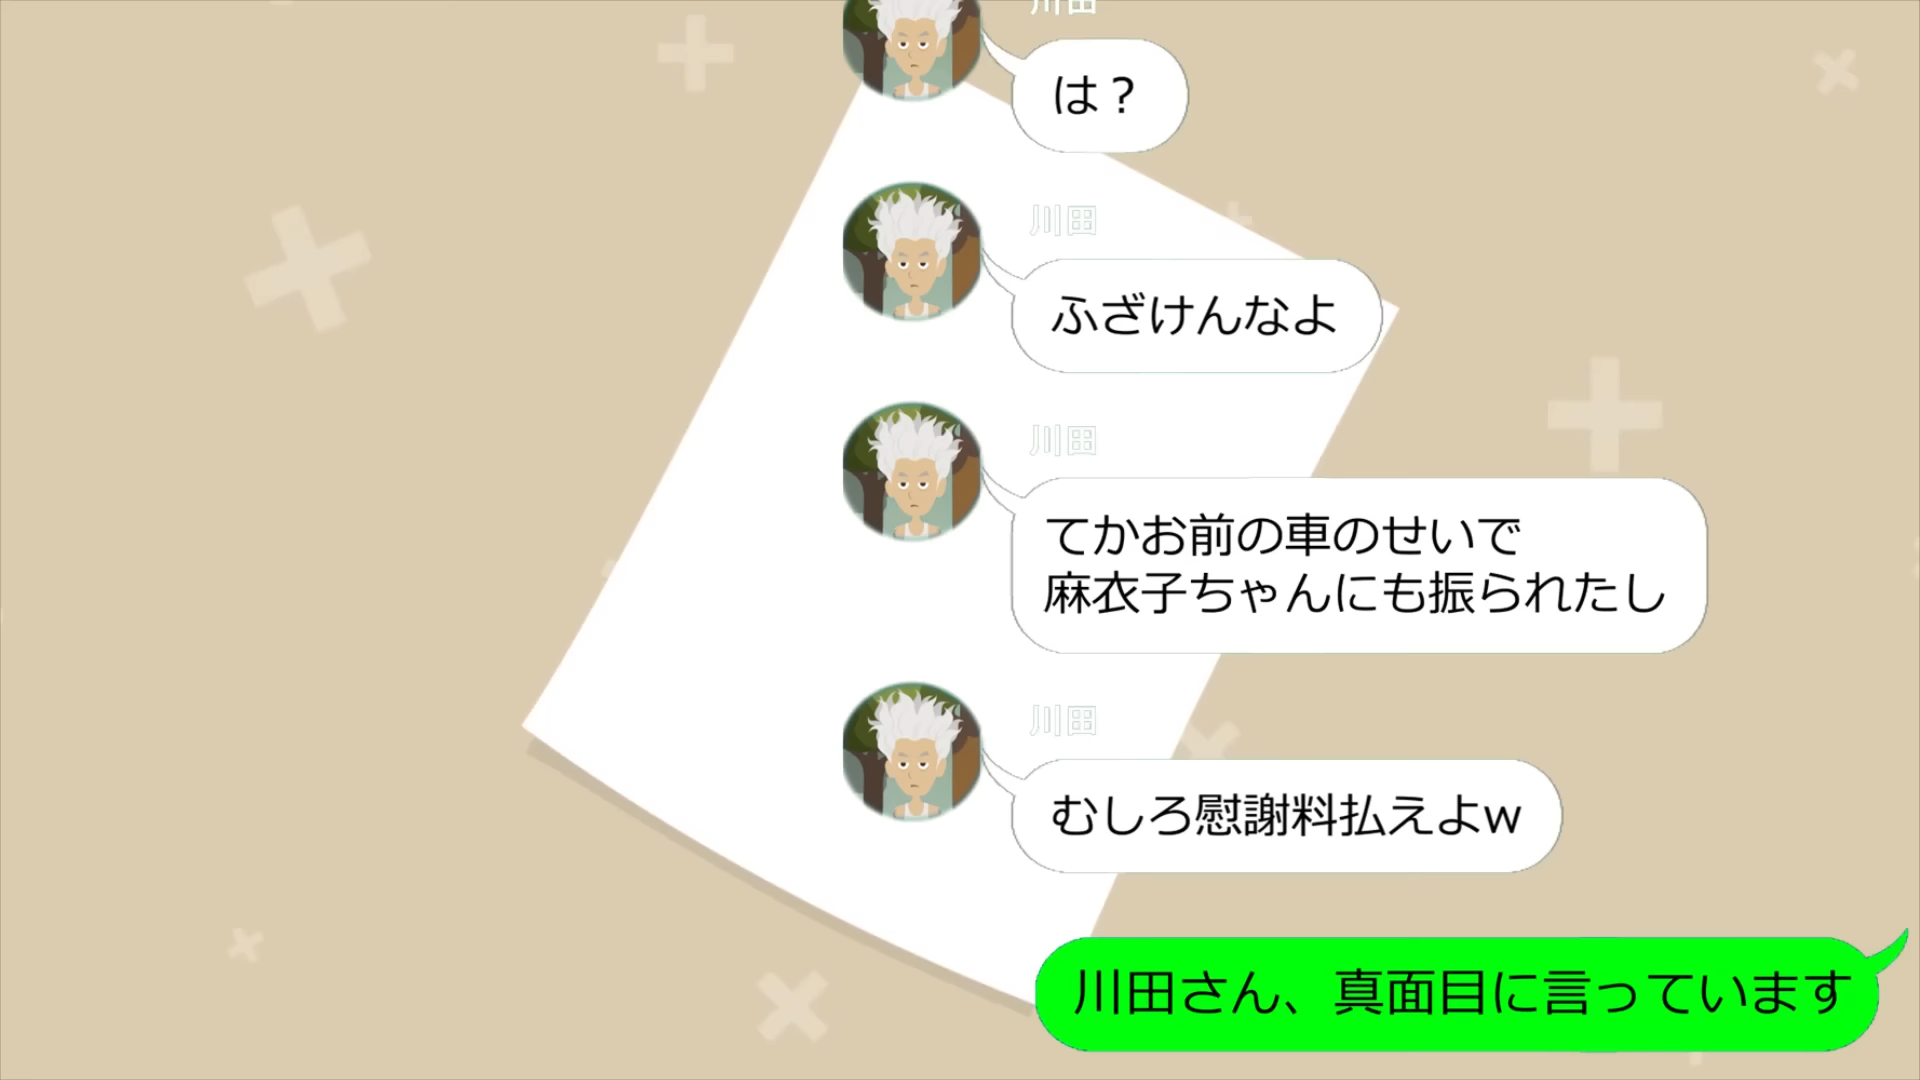 川田
は？
川田
ふざけんなよ
川田
てかお前の車のせいで
麻衣子ちゃんにも振られたし
川田
むしろ慰謝料払えよw
川田さん、真面目に言っています